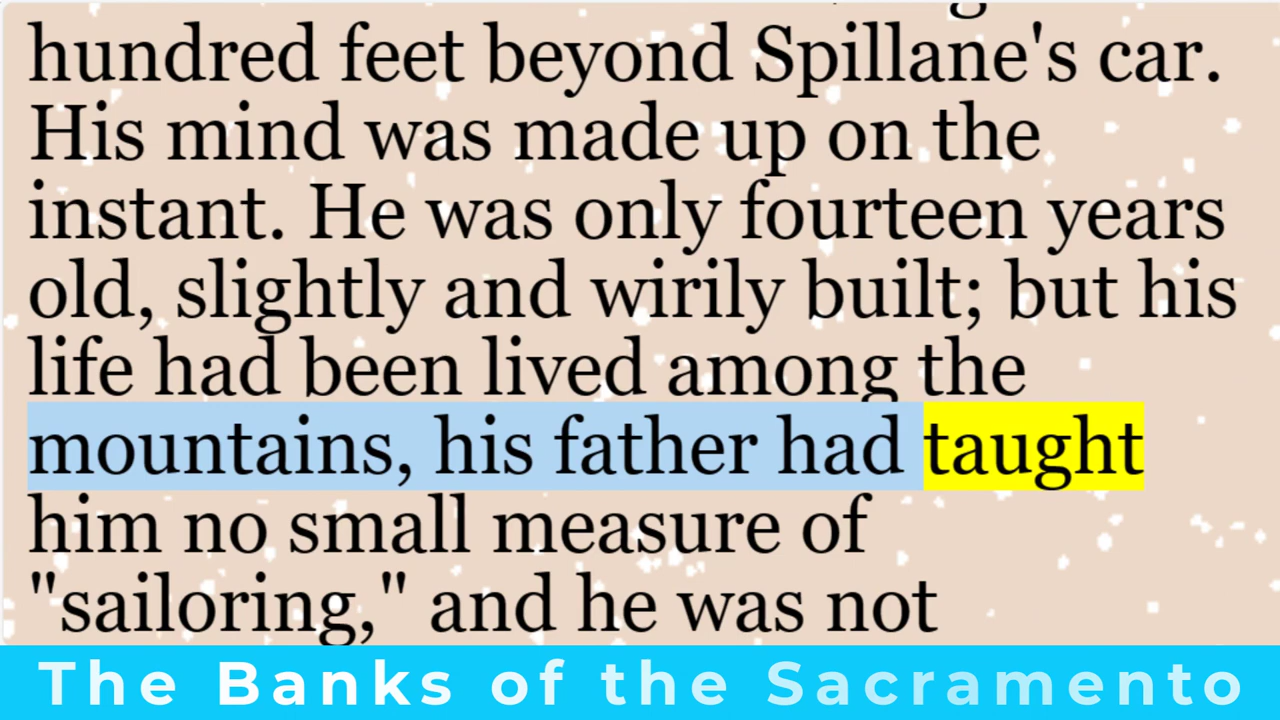 hundred feet beyond Spillane's car.
His mind was made up on the
instant. He was only fourteen years
old, slightly and wirily built; but his
life had been lived among the
mountains, his father had taught
him no small measure of
"sailoring," and he was not
The Banks of the Sacramento